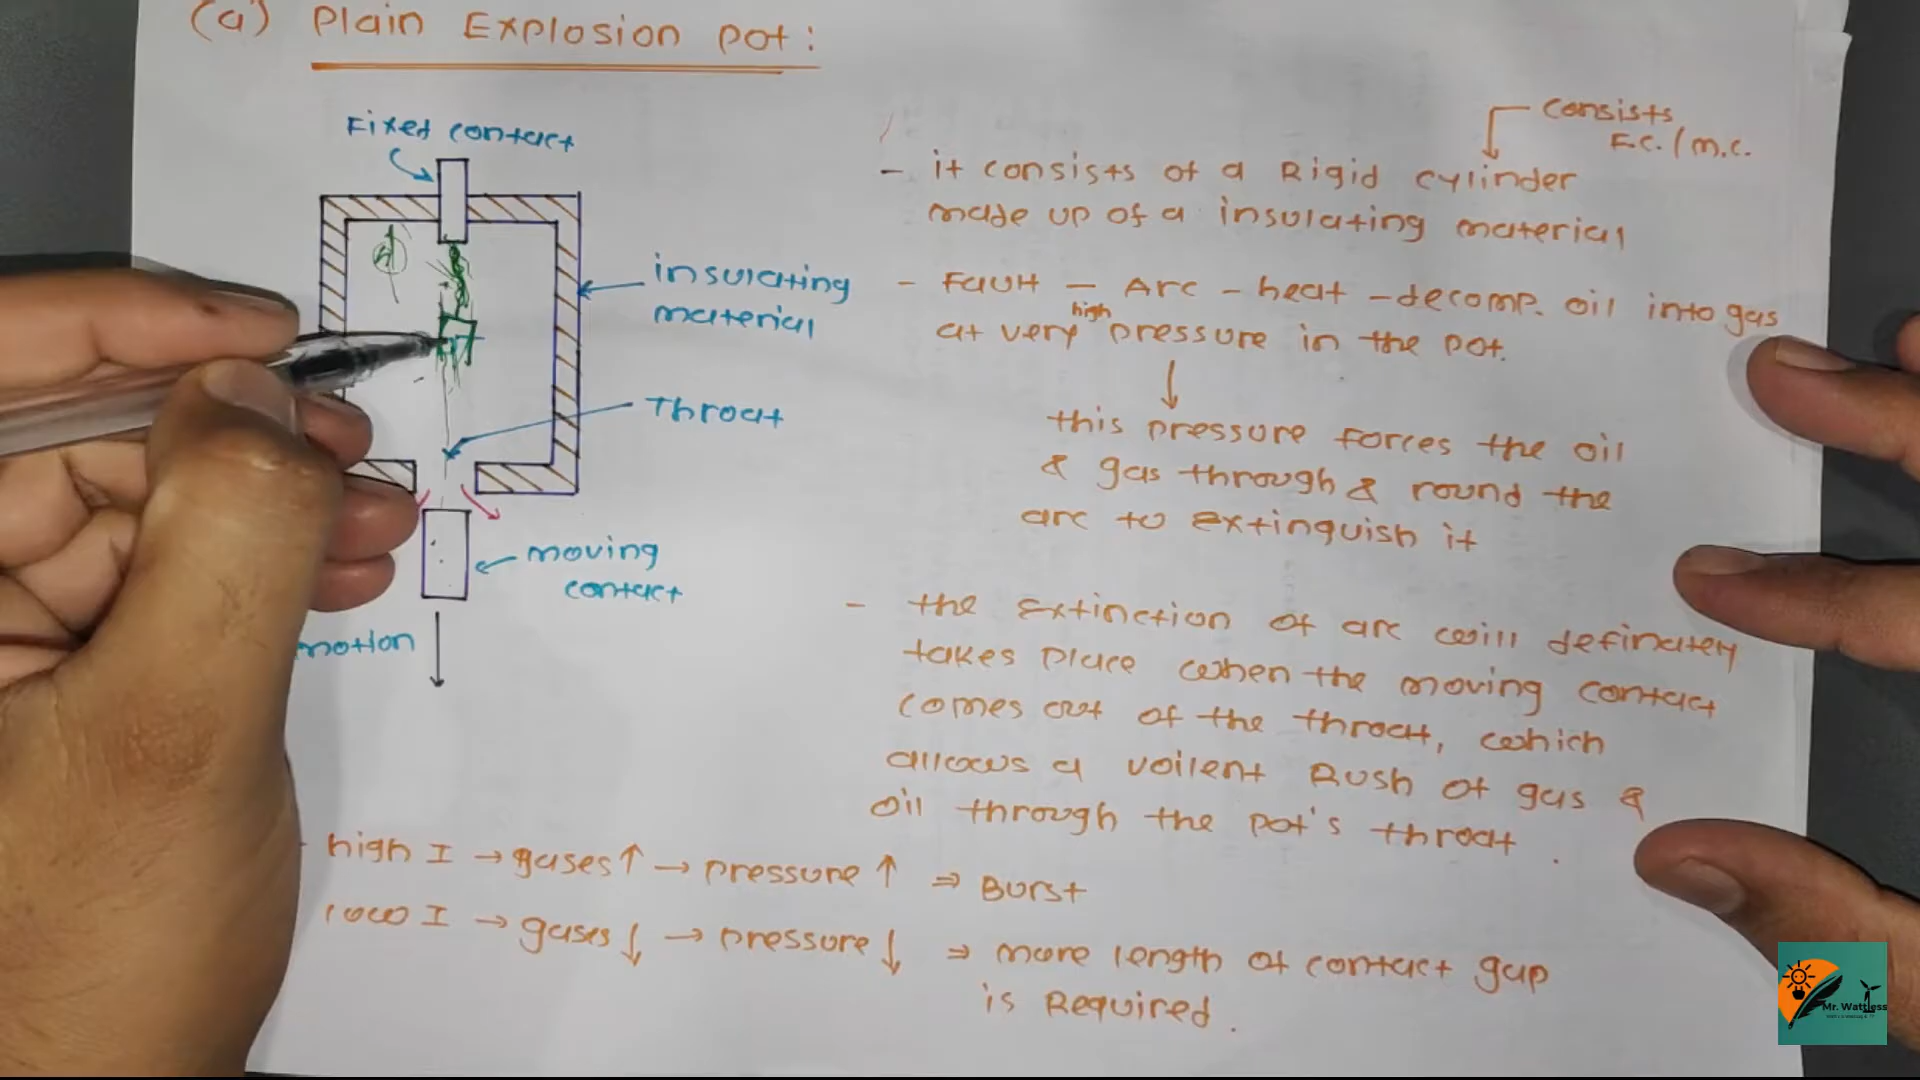 (a) Plain Explosion pot:
Fixed contact
insulating
material
Throat
moving
contact
motion
consists
F.C. / m.C.
- it consists of a Rigid cylinder
made up of a insulating material
- Fault - Arc - heat - decomp. oil into gas
high
at very pressure in the pot.
this pressure forces the oil
& gas through & round the
arc to extinguish it
- the Extinction of arc will definately
takes place when the moving contact
comes out of the throat, which
allows a voilent Rush of gas &
oil through the pot's throat.
high I → gases ↑ → pressure ↑ ⇒ Burst
low I → gases ↓ → pressure ↓ ⇒ more length of contact gap
is Required.
Mr. Wattless